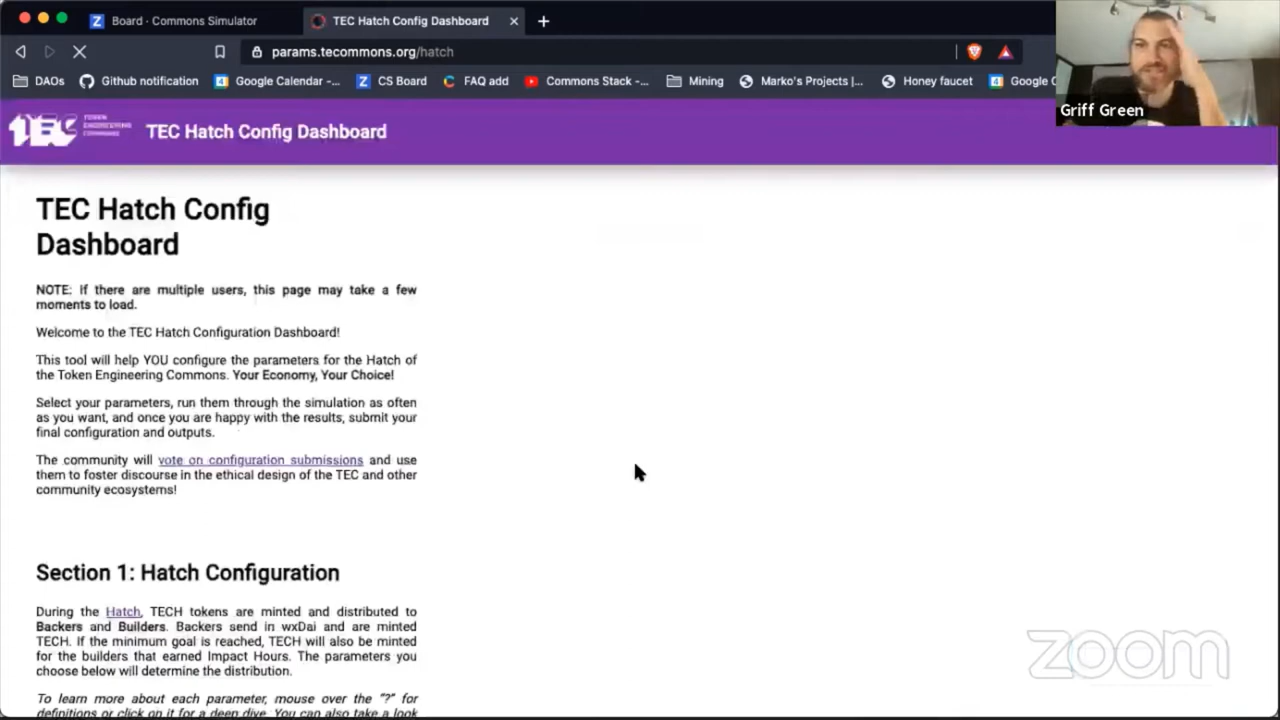 Board · Commons Simulator
TEC Hatch Config Dashboard
params.tecommons.org/hatch
DAOs
Github notification
Google Calendar -...
CS Board
FAQ add
Commons Stack -...
Mining
Marko's Projects |...
Honey faucet
Google C
Griff Green
TEC
TOKEN
ENGINEERING
COMMONS
TEC Hatch Config Dashboard
TEC Hatch Config
Dashboard
NOTE: If there are multiple users, this page may take a few
moments to load.
Welcome to the TEC Hatch Configuration Dashboard!
This tool will help YOU configure the parameters for the Hatch of
the Token Engineering Commons. Your Economy, Your Choice!
Select your parameters, run them through the simulation as often
as you want, and once you are happy with the results, submit your
final configuration and outputs.
The community will vote on configuration submissions and use
them to foster discourse in the ethical design of the TEC and other
community ecosystems!
Section 1: Hatch Configuration
During the Hatch, TECH tokens are minted and distributed to
Backers and Builders. Backers send in wxDai and are minted
TECH. If the minimum goal is reached, TECH will also be minted
for the builders that earned Impact Hours. The parameters you
choose below will determine the distribution.
To learn more about each parameter, mouse over the "?" for
definitions or click on it for a deep dive. You can also take a look
zoom